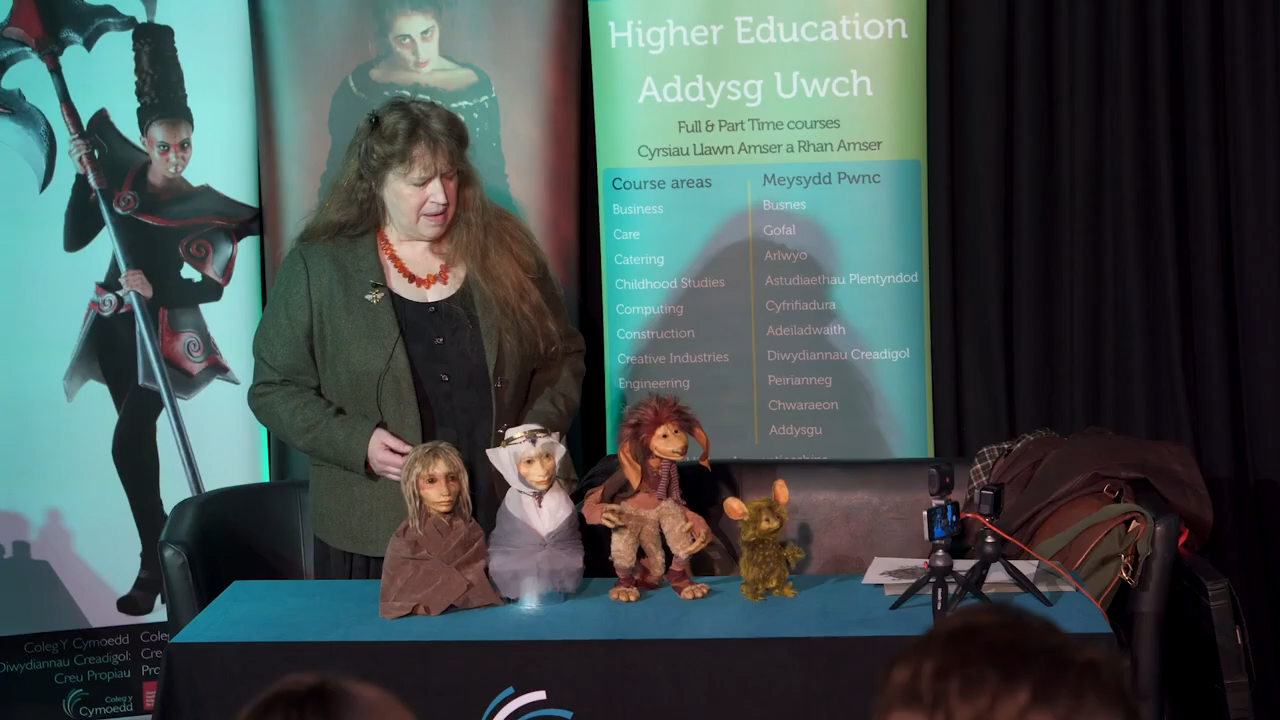 Higher Education
Addysg Uwch
Full & Part Time courses
Cyrsiau Llawn Amser a Rhan Amser
Course areas
Business
Care
Catering
Childhood Studies
Computing
Construction
Creative Industries
Engineering
Meysydd Pwnc
Busnes
Gofal
Arlwyo
Astudiaethau Plentyndod
Cyfrifiadura
Adeiladwaith
Diwydiannau Creadigol
Peirianneg
Chwaraeon
Addysgu
Coleg Y Cymoedd
Diwydiannau Creadigol:
Creu Propiau
Coleg y
Cymoedd